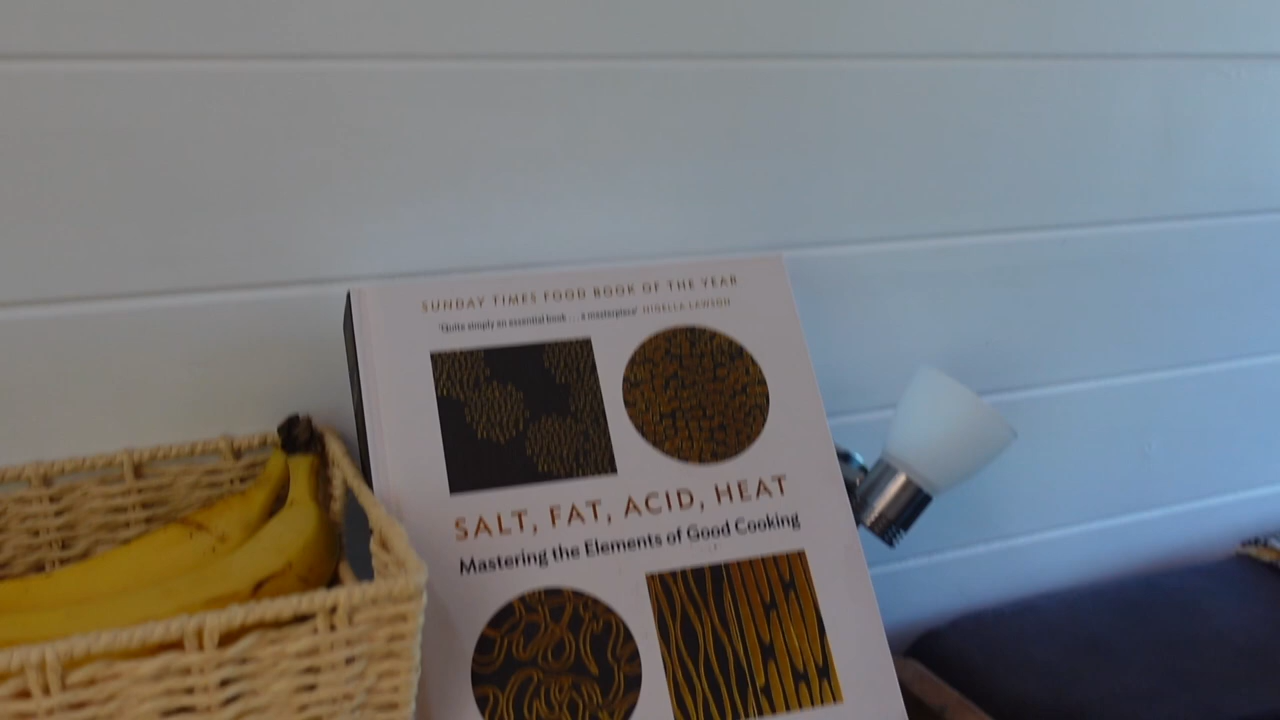 SUNDAY TIMES FOOD BOOK OF THE YEAR
'Quite simply an essential book . . . a masterpiece' NIGELLA LAWSON
SALT, FAT, ACID, HEAT
Mastering the Elements of Good Cooking